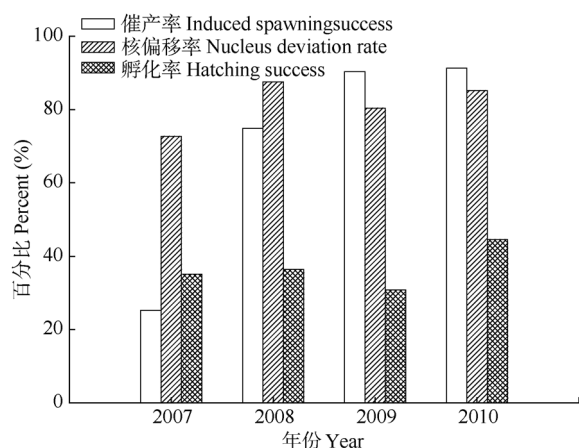 催产率 Induced spawningsuccess
核偏移率 Nucleus deviation rate
孵化率 Hatching success
百分比 Percent (%)
100
80
60
40
20
0
2007 2008 2009 2010
年份 Year